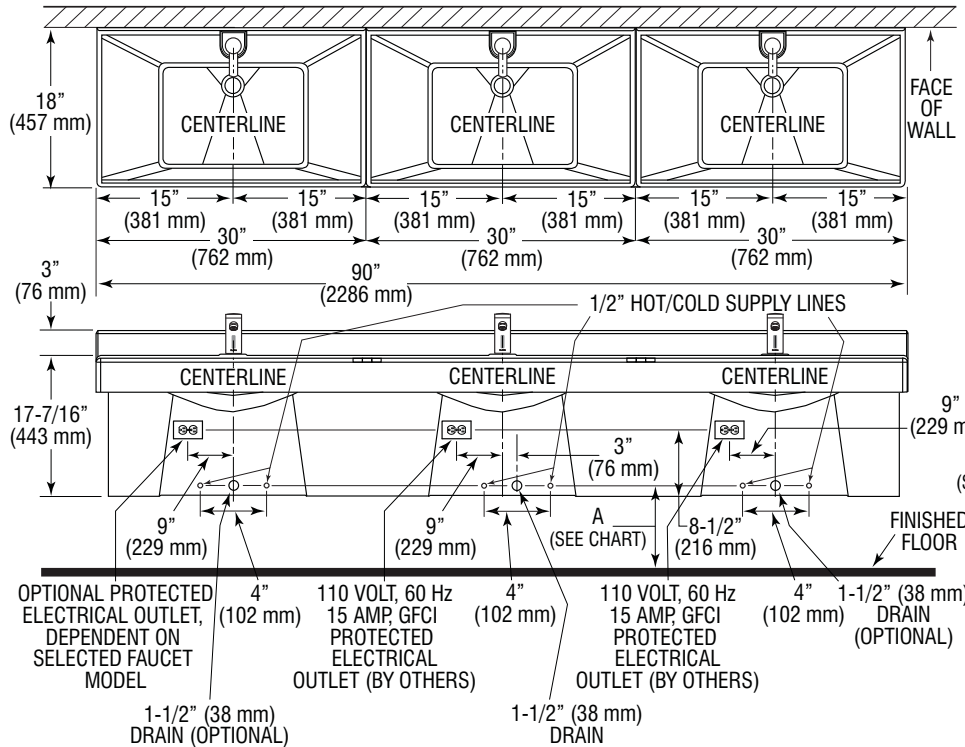 18”
(457 mm)
CENTERLINE
CENTERLINE
CENTERLINE
FACE
OF
WALL
15”
(381 mm)
15”
(381 mm)
15”
(381 mm)
15”
(381 mm)
15”
(381 mm)
15”
(381 mm)
30”
(762 mm)
30”
(762 mm)
30”
(762 mm)
3”
(76 mm)
90”
(2286 mm)
1/2” HOT/COLD SUPPLY LINES
CENTERLINE
CENTERLINE
CENTERLINE
17-7/16”
(443 mm)
9”
(229 m
3”
(76 mm)
(S
9”
(229 mm)
9”
(229 mm)
A
(SEE CHART)
8-1/2”
(216 mm)
FINISHED
FLOOR
OPTIONAL PROTECTED
ELECTRICAL OUTLET,
DEPENDENT ON
SELECTED FAUCET
MODEL
4”
(102 mm)
110 VOLT, 60 Hz
15 AMP, GFCI
PROTECTED
ELECTRICAL
OUTLET (BY OTHERS)
4”
(102 mm)
110 VOLT, 60 Hz
15 AMP, GFCI
PROTECTED
ELECTRICAL
OUTLET (BY OTHERS)
4”
(102 mm)
1-1/2” (38 mm)
DRAIN
(OPTIONAL)
1-1/2” (38 mm)
DRAIN (OPTIONAL)
1-1/2” (38 mm)
DRAIN